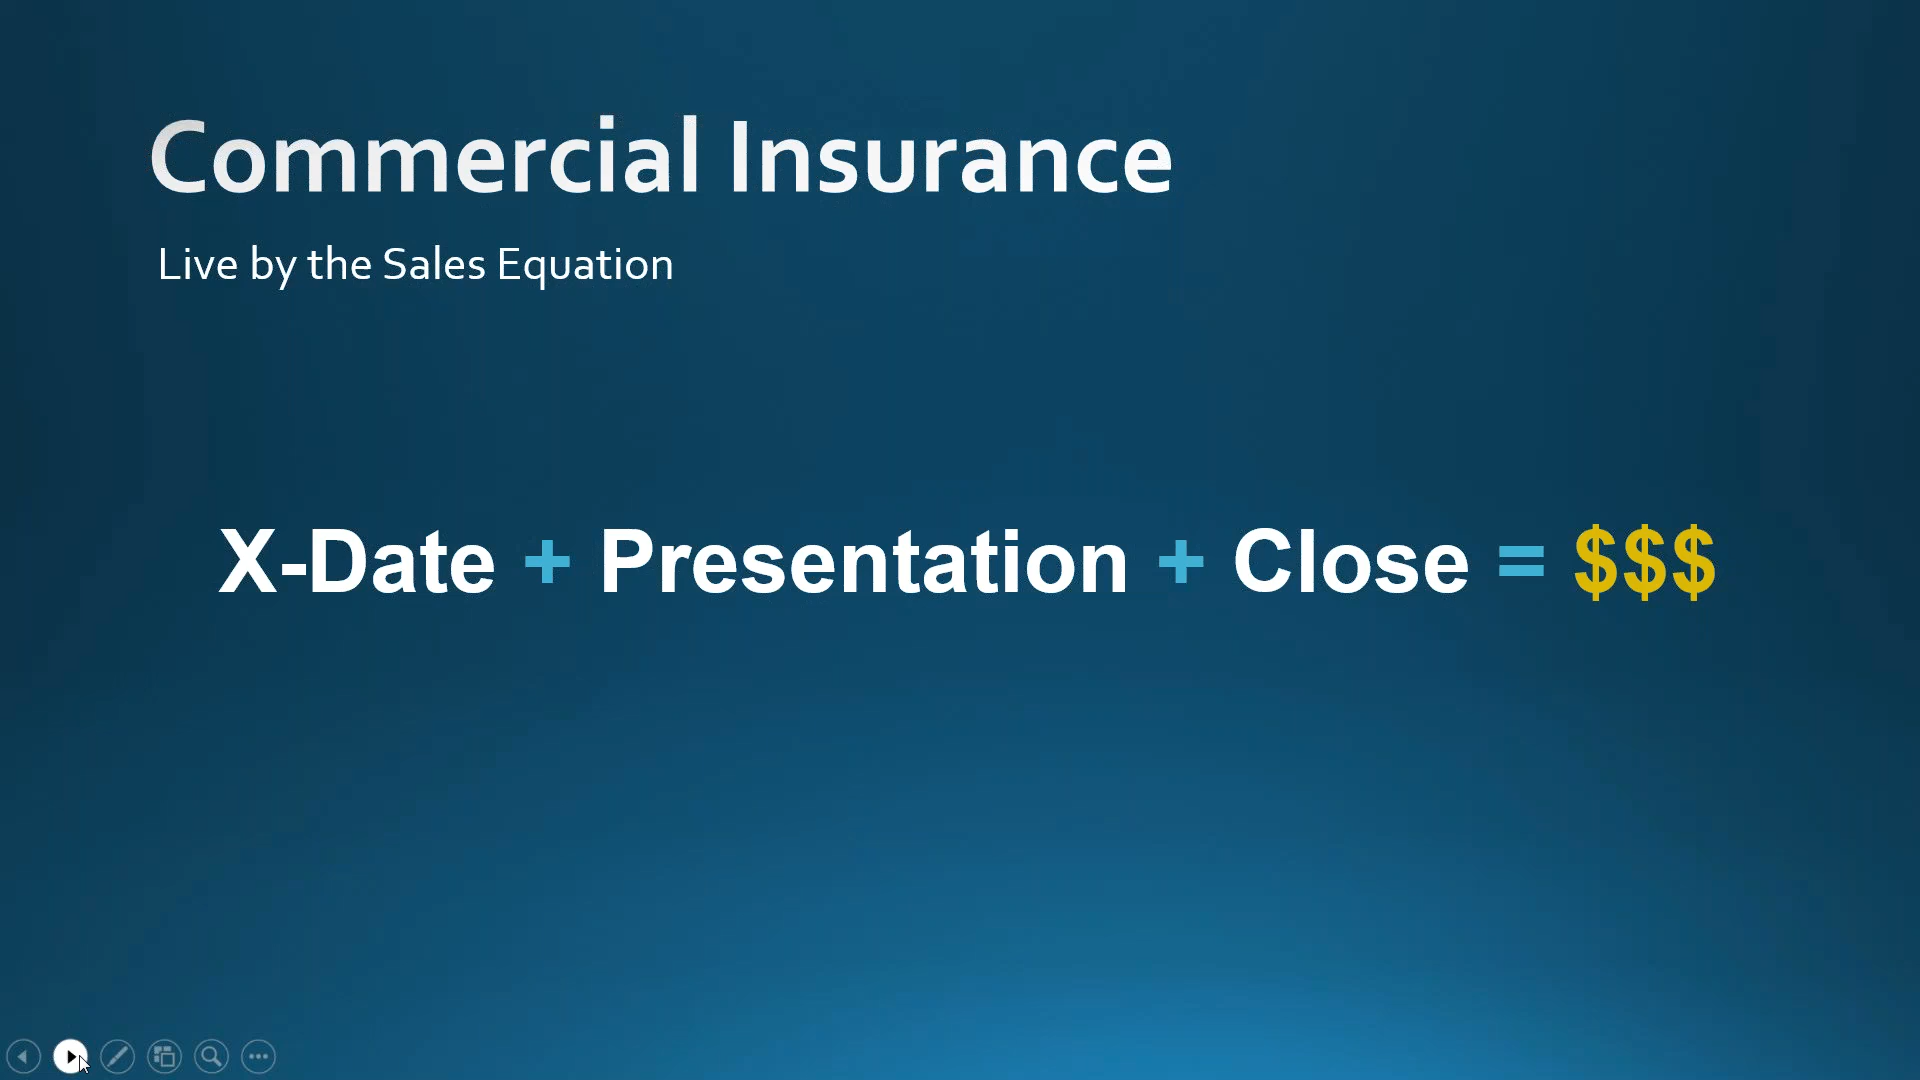 Commercial Insurance
Live by the Sales Equation
X-Date + Presentation + Close = $$$